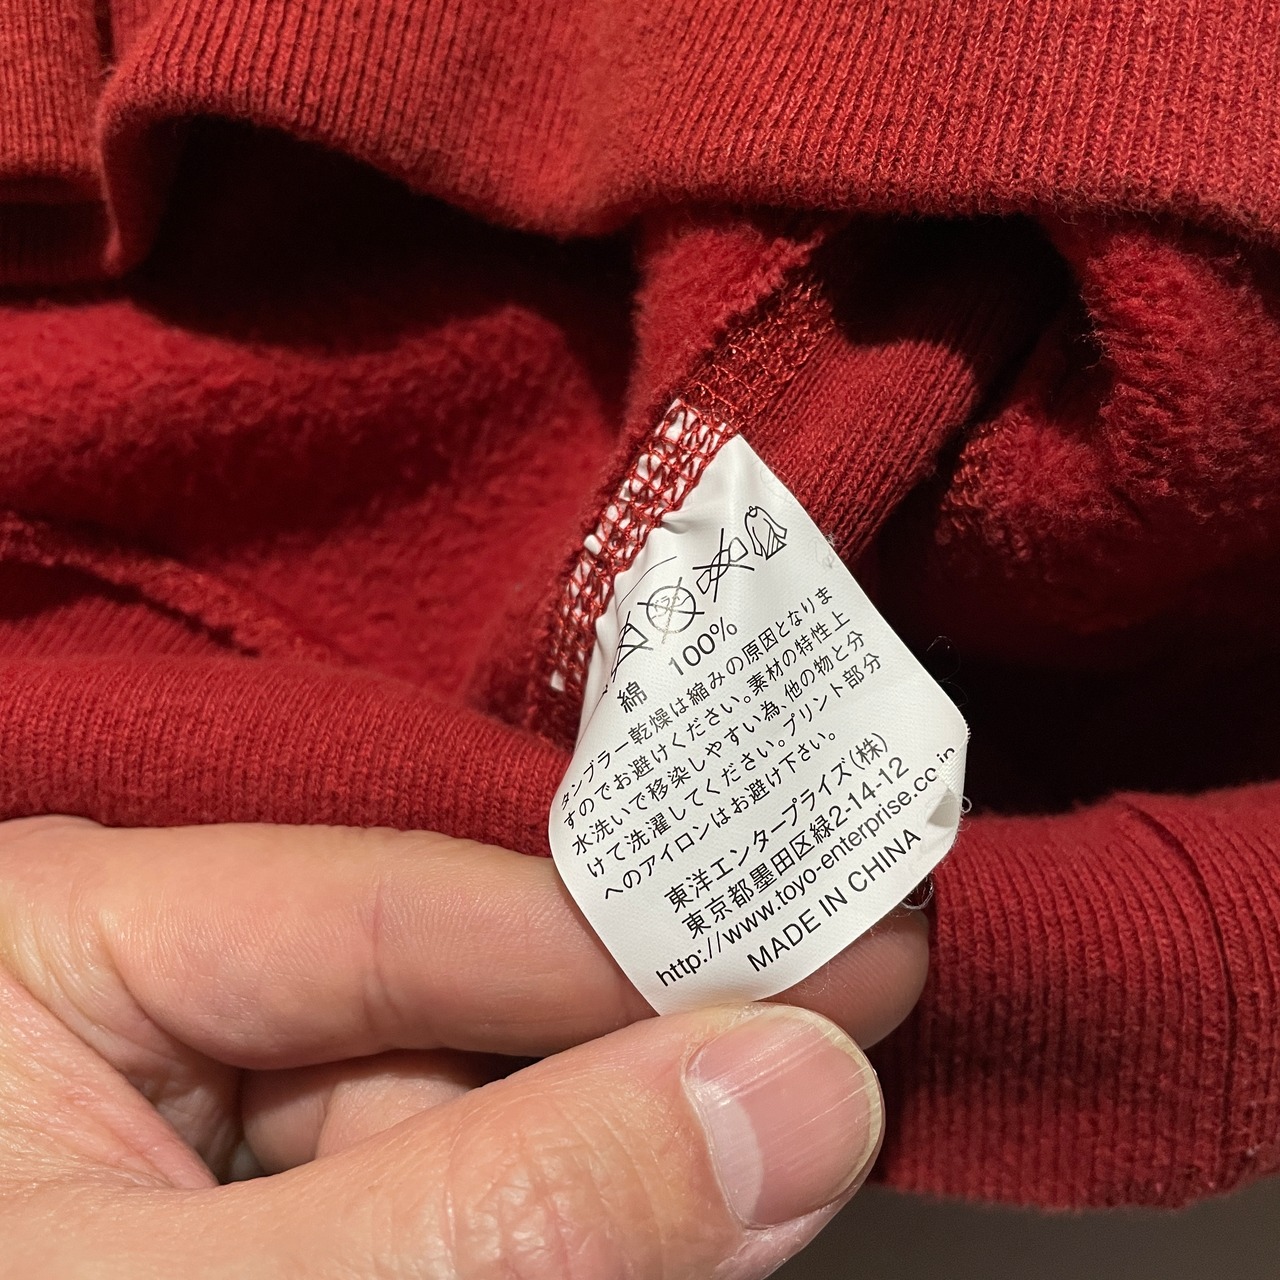 ドライ
綿 100%
タンブラー乾燥は縮みの原因となりま
すのでお避けください。素材の特性上
水洗いで移染しやすい為、他の物と分
けて洗濯してください。プリント部分
へのアイロンはお避け下さい。
東洋エンタープライズ(株)
東京都墨田区緑2-14-12
http://www.toyo-enterprise.co.jp
MADE IN CHINA